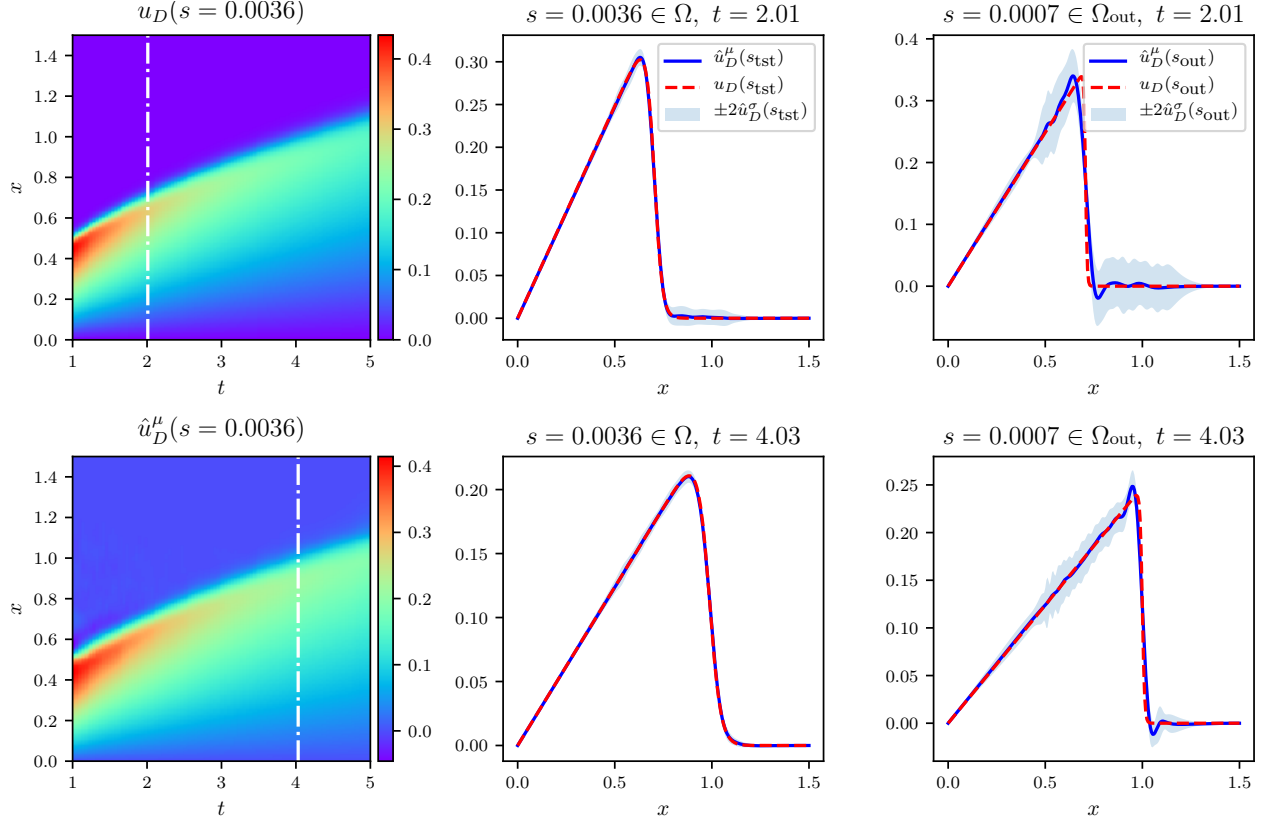 u_D(s = 0.0036)
1.4
1.2
1.0
0.8
0.6
0.4
0.2
0.0
x
1 2 3 4 5
t
0.4
0.3
0.2
0.1
0.0
s = 0.0036 ∈ Ω, t = 2.01
0.30
0.25
0.20
0.15
0.10
0.05
0.00
0.0 0.5 1.0 1.5
x
û_D^μ(s_tst)
u_D(s_tst)
±2û_D^σ(s_tst)
s = 0.0007 ∈ Ω_out, t = 2.01
0.4
0.3
0.2
0.1
0.0
0.0 0.5 1.0 1.5
x
û_D^μ(s_out)
u_D(s_out)
±2û_D^σ(s_out)
û_D^μ(s = 0.0036)
1.4
1.2
1.0
0.8
0.6
0.4
0.2
0.0
x
1 2 3 4 5
t
0.4
0.3
0.2
0.1
0.0
s = 0.0036 ∈ Ω, t = 4.03
0.20
0.15
0.10
0.05
0.00
0.0 0.5 1.0 1.5
x
s = 0.0007 ∈ Ω_out, t = 4.03
0.25
0.20
0.15
0.10
0.05
0.00
0.0 0.5 1.0 1.5
x